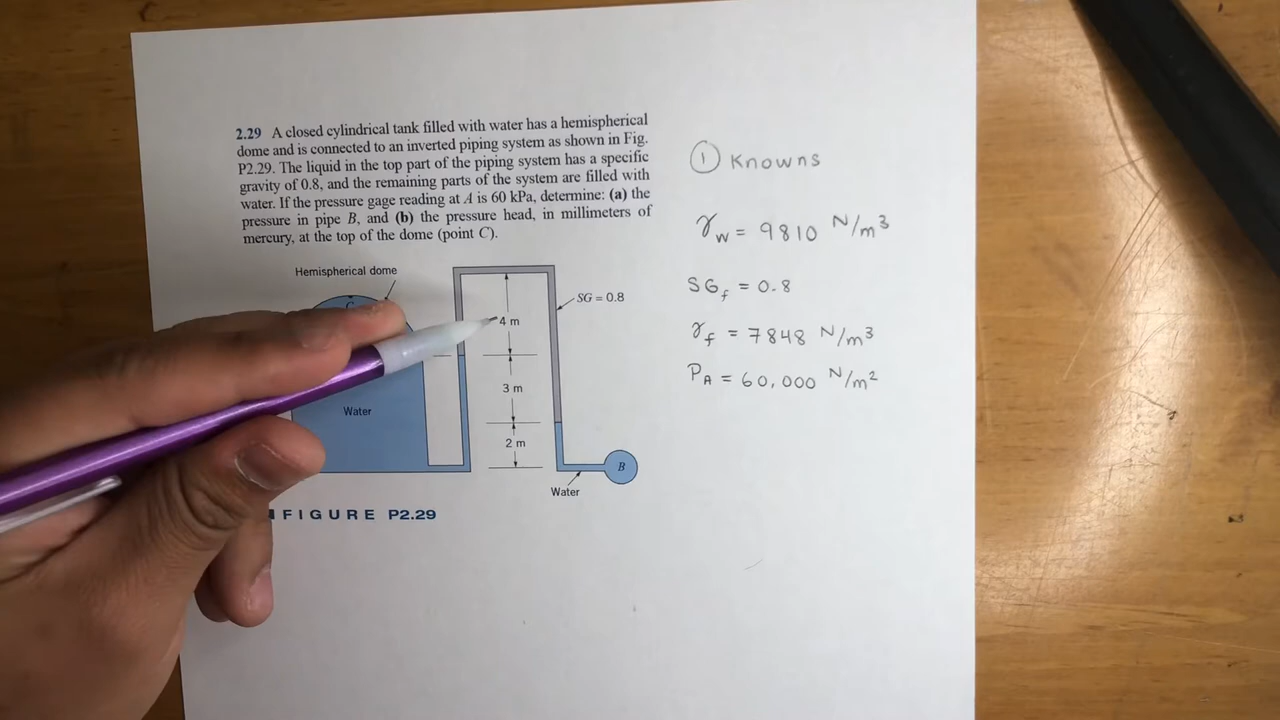 2.29 A closed cylindrical tank filled with water has a hemispherical
dome and is connected to an inverted piping system as shown in Fig.
P2.29. The liquid in the top part of the piping system has a specific
gravity of 0.8, and the remaining parts of the system are filled with
water. If the pressure gage reading at A is 60 kPa, determine: (a) the
pressure in pipe B, and (b) the pressure head, in millimeters of
mercury, at the top of the dome (point C).
① Knowns
γw = 9810 N/m³
SGf = 0.8
γf = 7848 N/m³
PA = 60,000 N/m²
Hemispherical dome
C
SG = 0.8
4 m
3 m
Water
2 m
B
Water
FIGURE P2.29